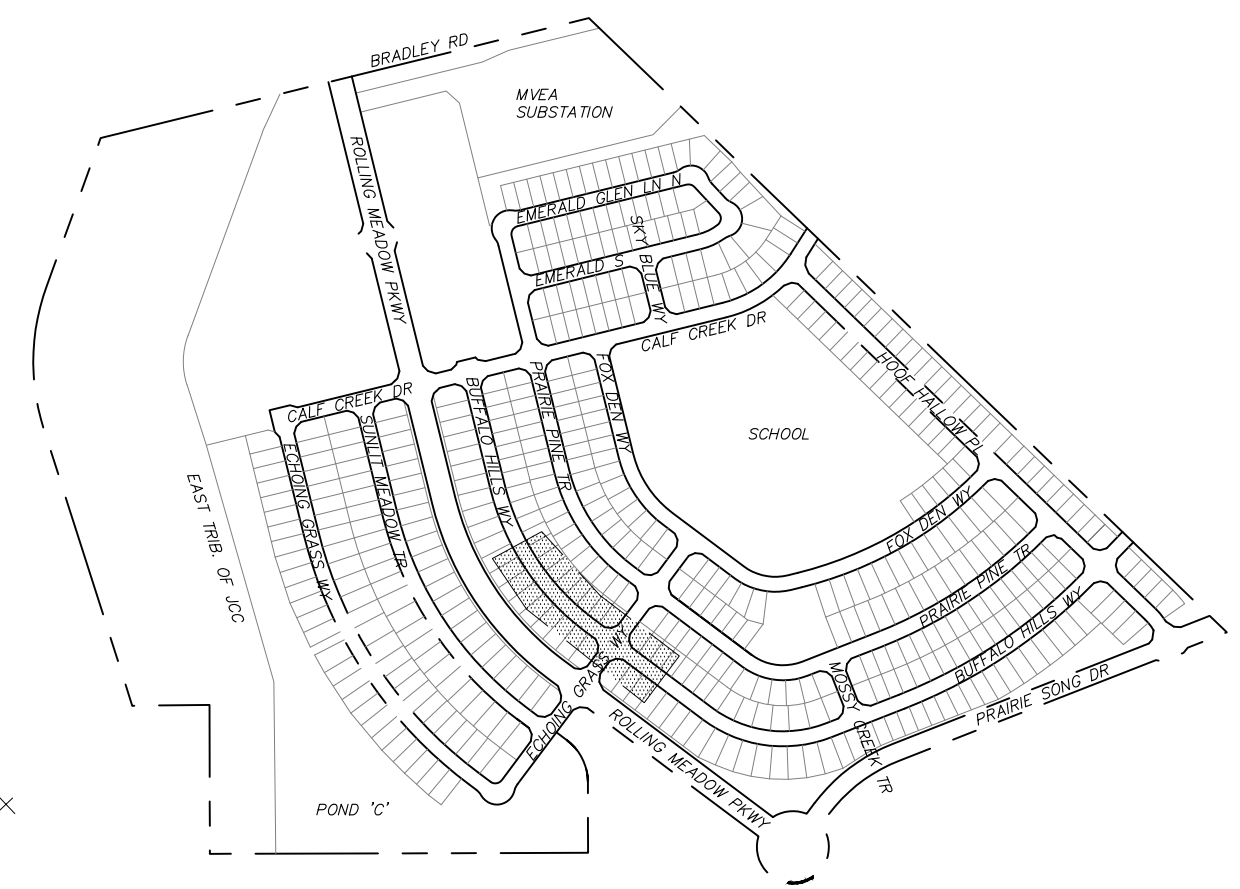 BRADLEY RD
MVEA
SUBSTATION
ROLLING MEADOW PKWY
EMERALD GLEN LN N
SKY BLUE WY
EMERALD S
CALF CREEK DR
HOOF HALLOW PL
CALF CREEK DR
BUFFALO HILLS WY
PRAIRIE PINE TR
FOX DEN WY
SCHOOL
SUNLIT MEADOW TR
ECHOING GRASS WY
EAST TRIB. OF JCC
FOX DEN WY
PRAIRIE PINE TR
BUFFALO HILLS WY
ECHOING GRASS WY
MOSSY CREEK TR
PRAIRIE SONG DR
ROLLING MEADOW PKWY
POND 'C'